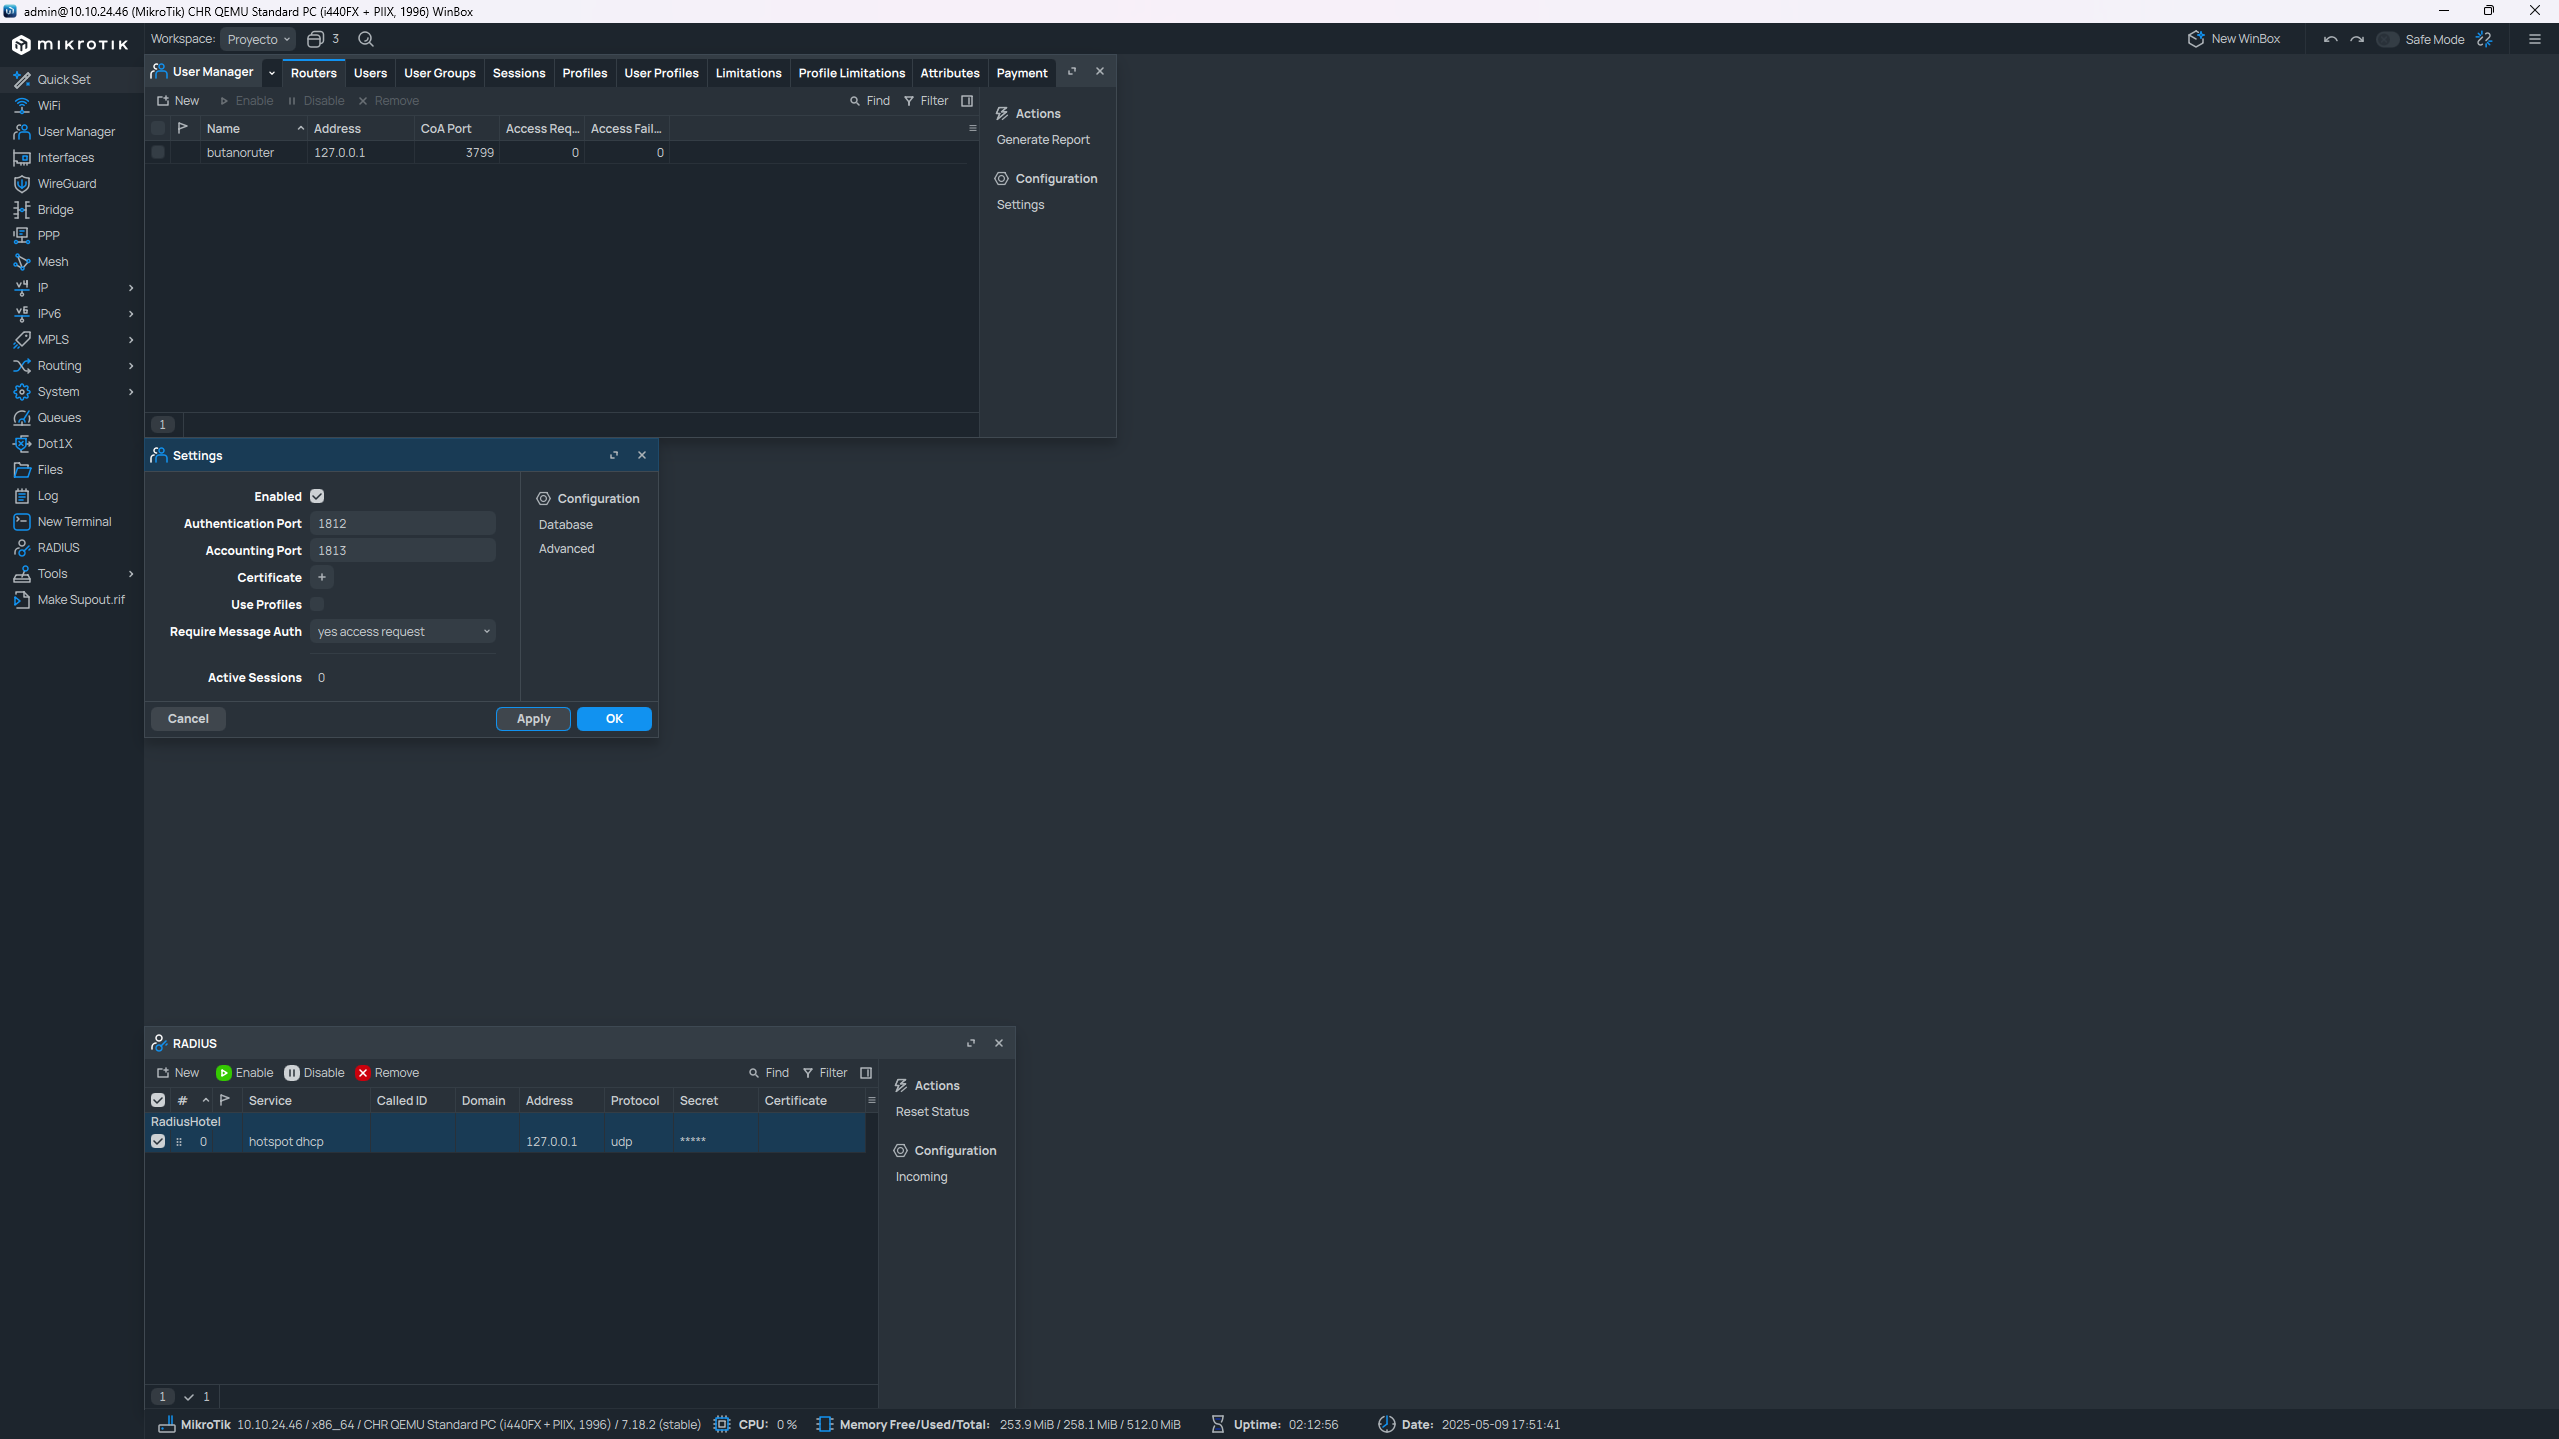 admin@10.10.24.46 (MikroTik) CHR QEMU Standard PC (i440FX + PIIX, 1996) WinBox
MIKROTIK
Workspace: Proyecto 3
New WinBox
Safe Mode
Quick Set
WiFi
User Manager
Interfaces
WireGuard
Bridge
PPP
Mesh
IP
IPv6
MPLS
Routing
System
Queues
Dot1X
Files
Log
New Terminal
RADIUS
Tools
Make Supout.rif
User Manager Routers Users User Groups Sessions Profiles User Profiles Limitations Profile Limitations Attributes Payment
New Enable Disable Remove Find Filter
Name Address CoA Port Access Req... Access Fail...
butanoruter 127.0.0.1 3799 0 0
1
Actions
Generate Report
Configuration
Settings
Settings
Enabled
Authentication Port 1812
Accounting Port 1813
Certificate +
Use Profiles
Require Message Auth yes access request
Active Sessions 0
Configuration
Database
Advanced
Cancel Apply OK
RADIUS
New Enable Disable Remove Find Filter
# Service Called ID Domain Address Protocol Secret Certificate
RadiusHotel
0 hotspot dhcp 127.0.0.1 udp *****
1 1
Actions
Reset Status
Configuration
Incoming
MikroTik 10.10.24.46 / x86_64 / CHR QEMU Standard PC (i440FX + PIIX, 1996) / 7.18.2 (stable) CPU: 0 % Memory Free/Used/Total: 253.9 MiB / 258.1 MiB / 512.0 MiB Uptime: 02:12:56 Date: 2025-05-09 17:51:41